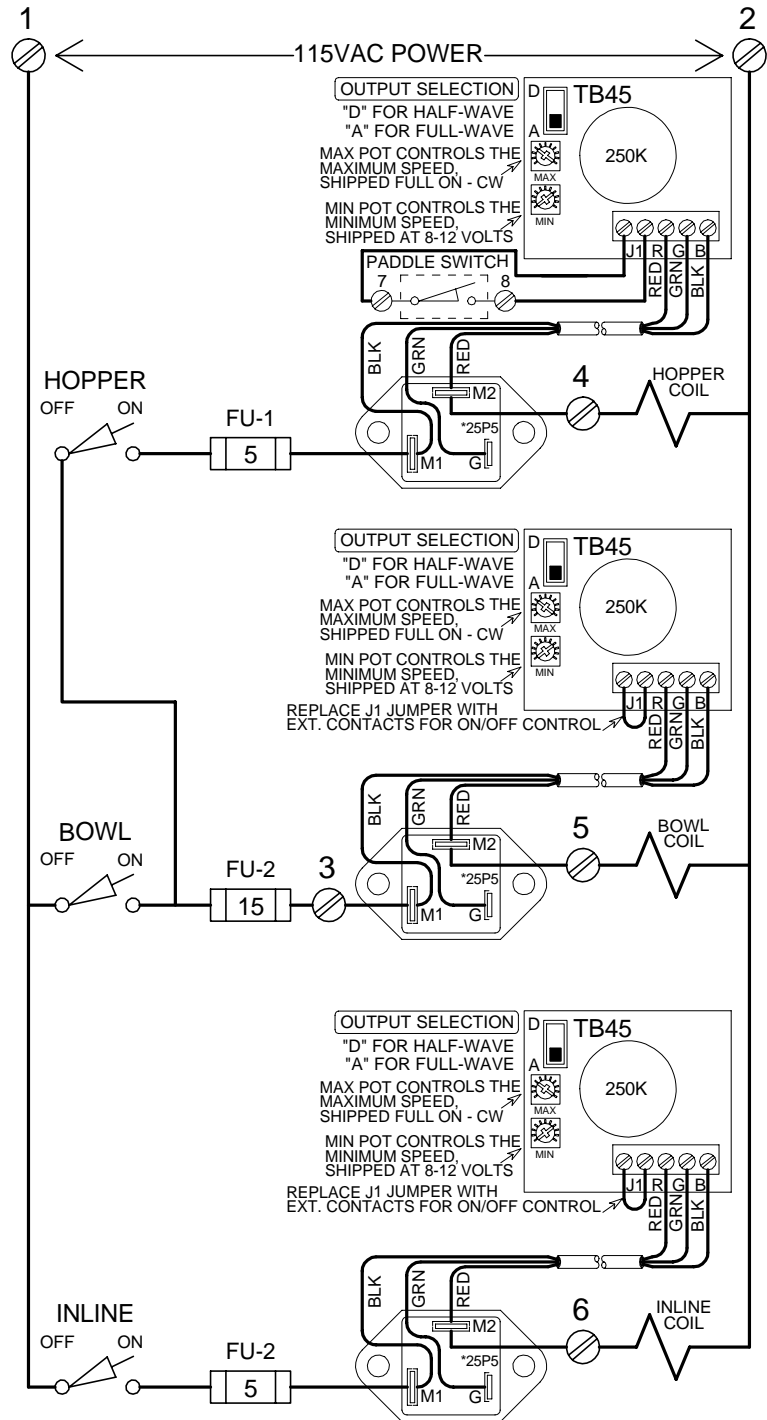 1
2
115VAC POWER
OUTPUT SELECTION
"D" FOR HALF-WAVE
"A" FOR FULL-WAVE
MAX POT CONTROLS THE
MAXIMUM SPEED,
SHIPPED FULL ON - CW
MIN POT CONTROLS THE
MINIMUM SPEED,
SHIPPED AT 8-12 VOLTS
D
A
TB45
250K
MAX
MIN
J1 R G B
RED
GRN
BLK
PADDLE SWITCH
7
8
BLK
GRN
RED
HOPPER
OFF ON
FU-1
5
M2
*25P5
M1
G
4
HOPPER
COIL
OUTPUT SELECTION
"D" FOR HALF-WAVE
"A" FOR FULL-WAVE
MAX POT CONTROLS THE
MAXIMUM SPEED,
SHIPPED FULL ON - CW
MIN POT CONTROLS THE
MINIMUM SPEED,
SHIPPED AT 8-12 VOLTS
REPLACE J1 JUMPER WITH
EXT. CONTACTS FOR ON/OFF CONTROL
D
A
TB45
250K
MAX
MIN
J1 R G B
RED
GRN
BLK
BLK
GRN
RED
BOWL
OFF ON
FU-2
15
3
M2
*25P5
M1
G
5
BOWL
COIL
OUTPUT SELECTION
"D" FOR HALF-WAVE
"A" FOR FULL-WAVE
MAX POT CONTROLS THE
MAXIMUM SPEED,
SHIPPED FULL ON - CW
MIN POT CONTROLS THE
MINIMUM SPEED,
SHIPPED AT 8-12 VOLTS
REPLACE J1 JUMPER WITH
EXT. CONTACTS FOR ON/OFF CONTROL
D
A
TB45
250K
MAX
MIN
J1 R G B
RED
GRN
BLK
BLK
GRN
RED
INLINE
OFF ON
FU-2
5
M2
*25P5
M1
G
6
INLINE
COIL